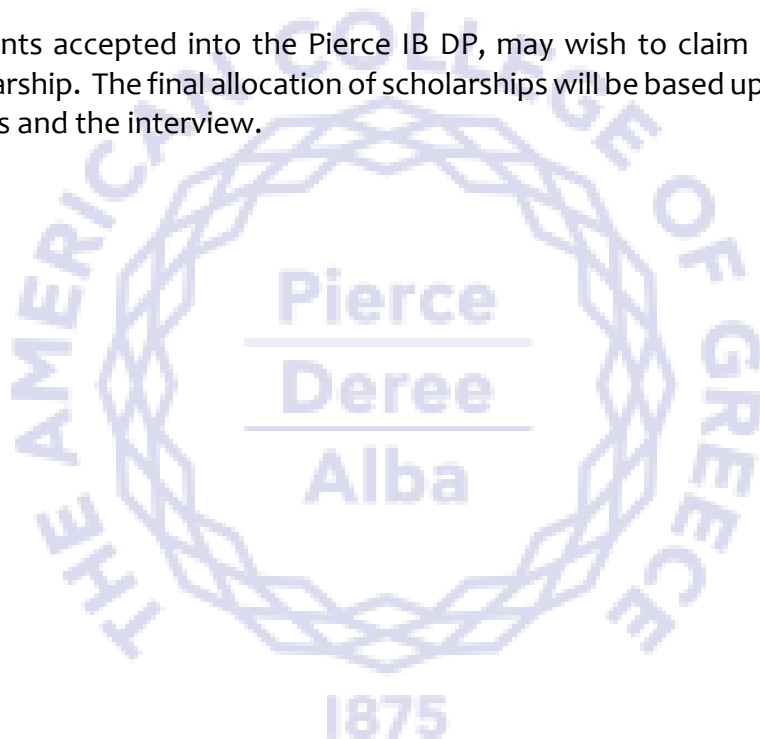 nts accepted into the Pierce IB DP, may wish to claim
arship. The final allocation of scholarships will be based up
s and the interview.
THE AMERICAN COLLEGE OF GREECE
Pierce
Deree
Alba
1875